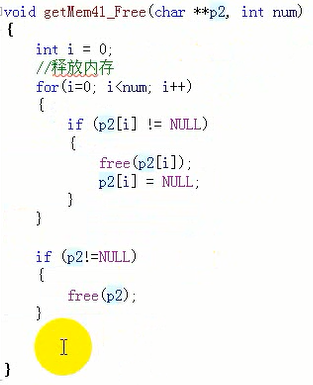 void getMem41_Free(char **p2, int num)
{
int i = 0;
//释放内存
for(i=0; i<num; i++)
{
if (p2[i] != NULL)
{
free(p2[i]);
p2[i] = NULL;
}
}
if (p2!=NULL)
{
free(p2);
}
}